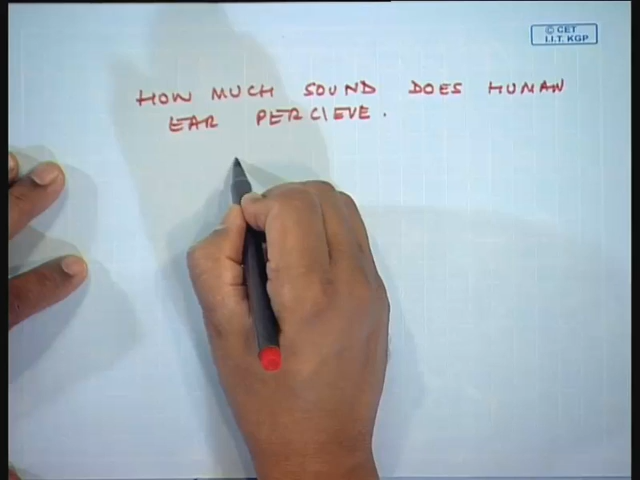 © CET
I.I.T. KGP
HOW MUCH SOUND DOES HUMAN
EAR PERCIEVE.